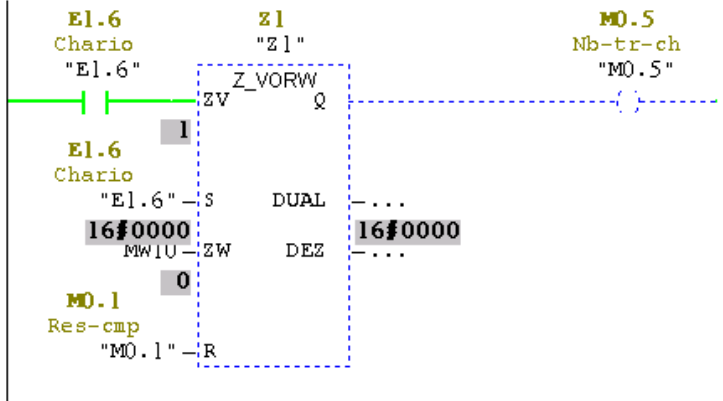 E1.6 Z1 M0.5
Chario "Z1" Nb-tr-ch
"E1.6" Z_VORW "M0.5"
ZV Q
1
E1.6
Chario
"E1.6" S DUAL ...
16#0000 16#0000
MW10 ZW DEZ ...
0
M0.1
Res-cmp
"M0.1" R